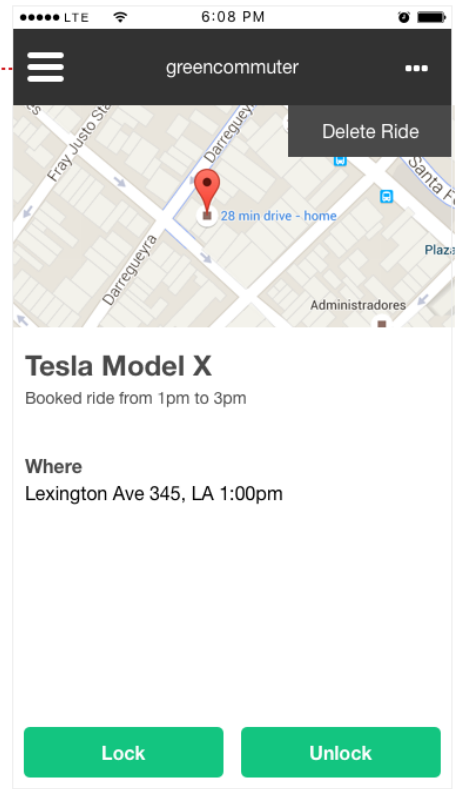 LTE 6:08 PM
greencommuter
Delete Ride
Fray Justo
Darregueyra
Santa
28 min drive - home
Plaza
Darregueyra
Administradores
Tesla Model X
Booked ride from 1pm to 3pm
Where
Lexington Ave 345, LA 1:00pm
Lock Unlock